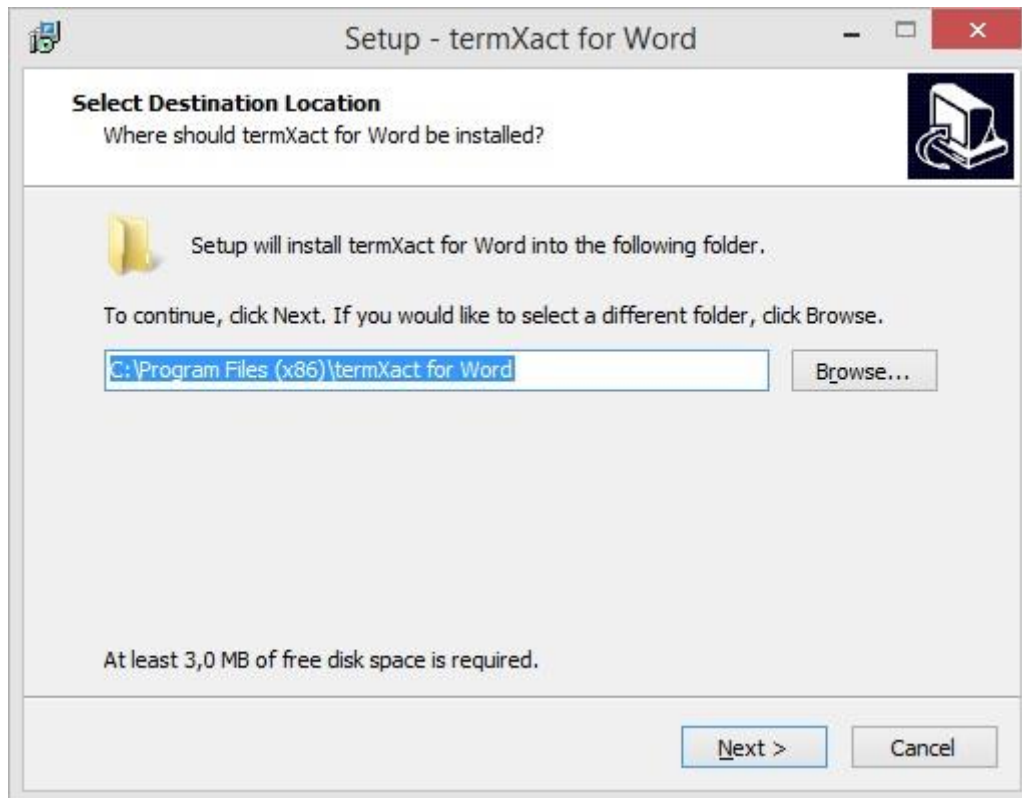 Setup - termXact for Word
Select Destination Location
Where should termXact for Word be installed?
Setup will install termXact for Word into the following folder.
To continue, click Next. If you would like to select a different folder, click Browse.
C:\Program Files (x86)\termXact for Word
Browse...
At least 3,0 MB of free disk space is required.
Next >
Cancel